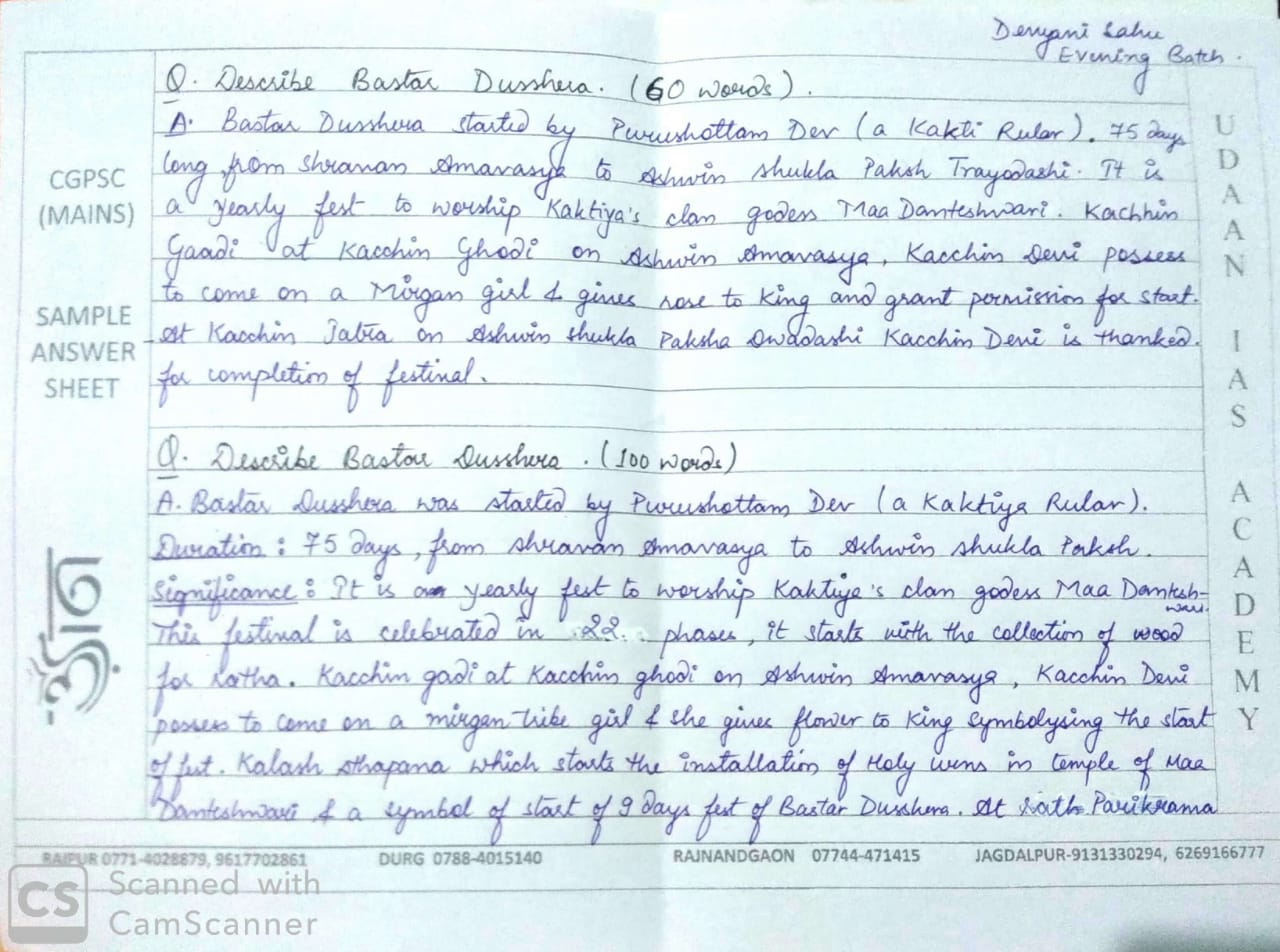 Devyani Sahu
Evening Batch.
Q. Describe Bastar Dusshera. (60 words).
A. Bastar Dusshera started by Purushottam Dev (a Kakti Rular). 75 days
long from Shravan Amavasya to Ashwin Shukla Paksh Trayodashi. It is
a yearly fest to worship Kaktiya's clan godess Maa Danteshwari. Kachhin
Gaadi at Kacchin Ghodi on Ashwin Amavasya, Kacchin Devi possess
to come on a Mirgan girl & gives rose to King and grant permission for start.
At Kacchin Jatra on Ashwin Shukla Paksha Dwadashi Kacchin Devi is thanked.
for completion of festival.
Q. Describe Bastar Dusshera. (100 words)
A. Bastar Dusshera was started by Purushottam Dev (a Kaktiya Rular).
Duration: 75 days, from Shravan Amavasya to Ashwin Shukla Paksh.
Significance: It is a yearly fest to worship Kaktiya's clan godess Maa Dantesh-
wari.
This festival is celebrated in 22 phases, it starts with the collection of wood
for ratha. Kacchin gadi at Kacchin ghodi on Ashwin Amavasya, Kacchin Devi
possess to come on a mirgan tribe girl & she gives flower to King symbolysing the start
of fest. Kalash sthapana which starts the installation of Holy urns in temple of Maa
Danteshwari & a symbol of start of 9 days fest of Bastar Dusshera. At rath Parikrama
CGPSC
(MAINS)
SAMPLE
ANSWER
SHEET
उड़ान
UDAAN IAS ACADEMY
RAIPUR 0771-4028879, 9617702861 DURG 0788-4015140 RAJNANDGAON 07744-471415 JAGDALPUR-9131330294, 6269166777
CS Scanned with
CamScanner